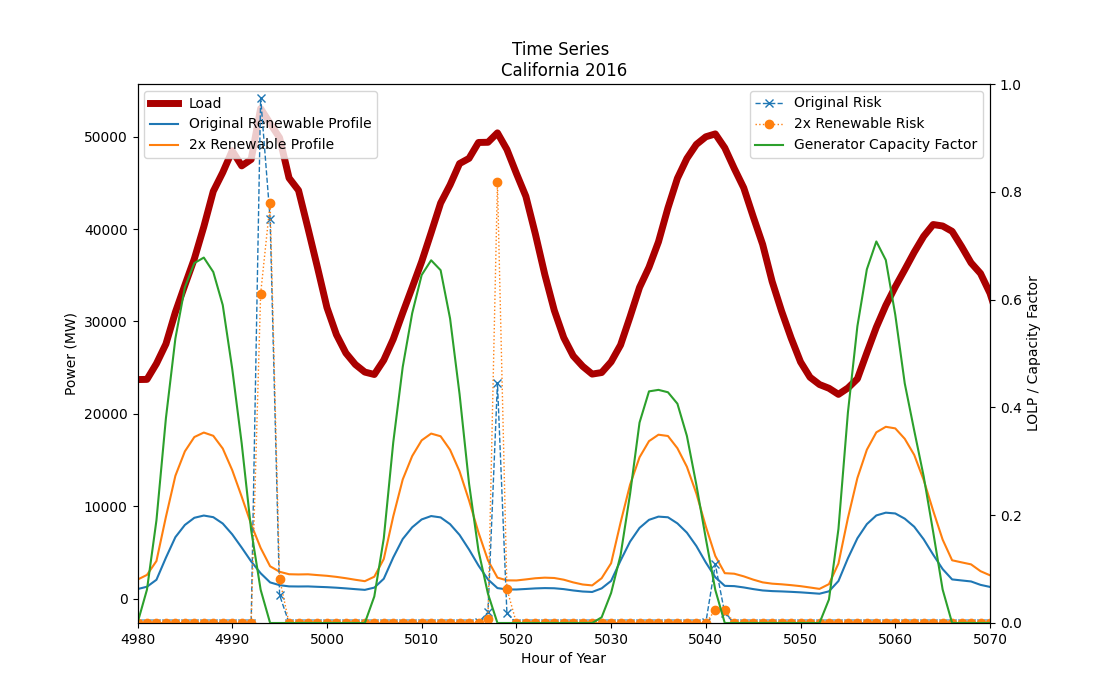 Time Series
California 2016
Load
Original Renewable Profile
2x Renewable Profile
Original Risk
2x Renewable Risk
Generator Capacity Factor
Power (MW)
50000
40000
30000
20000
10000
0
1.0
0.8
0.6
0.4
0.2
0.0
LOLP / Capacity Factor
4980 4990 5000 5010 5020 5030 5040 5050 5060 5070
Hour of Year